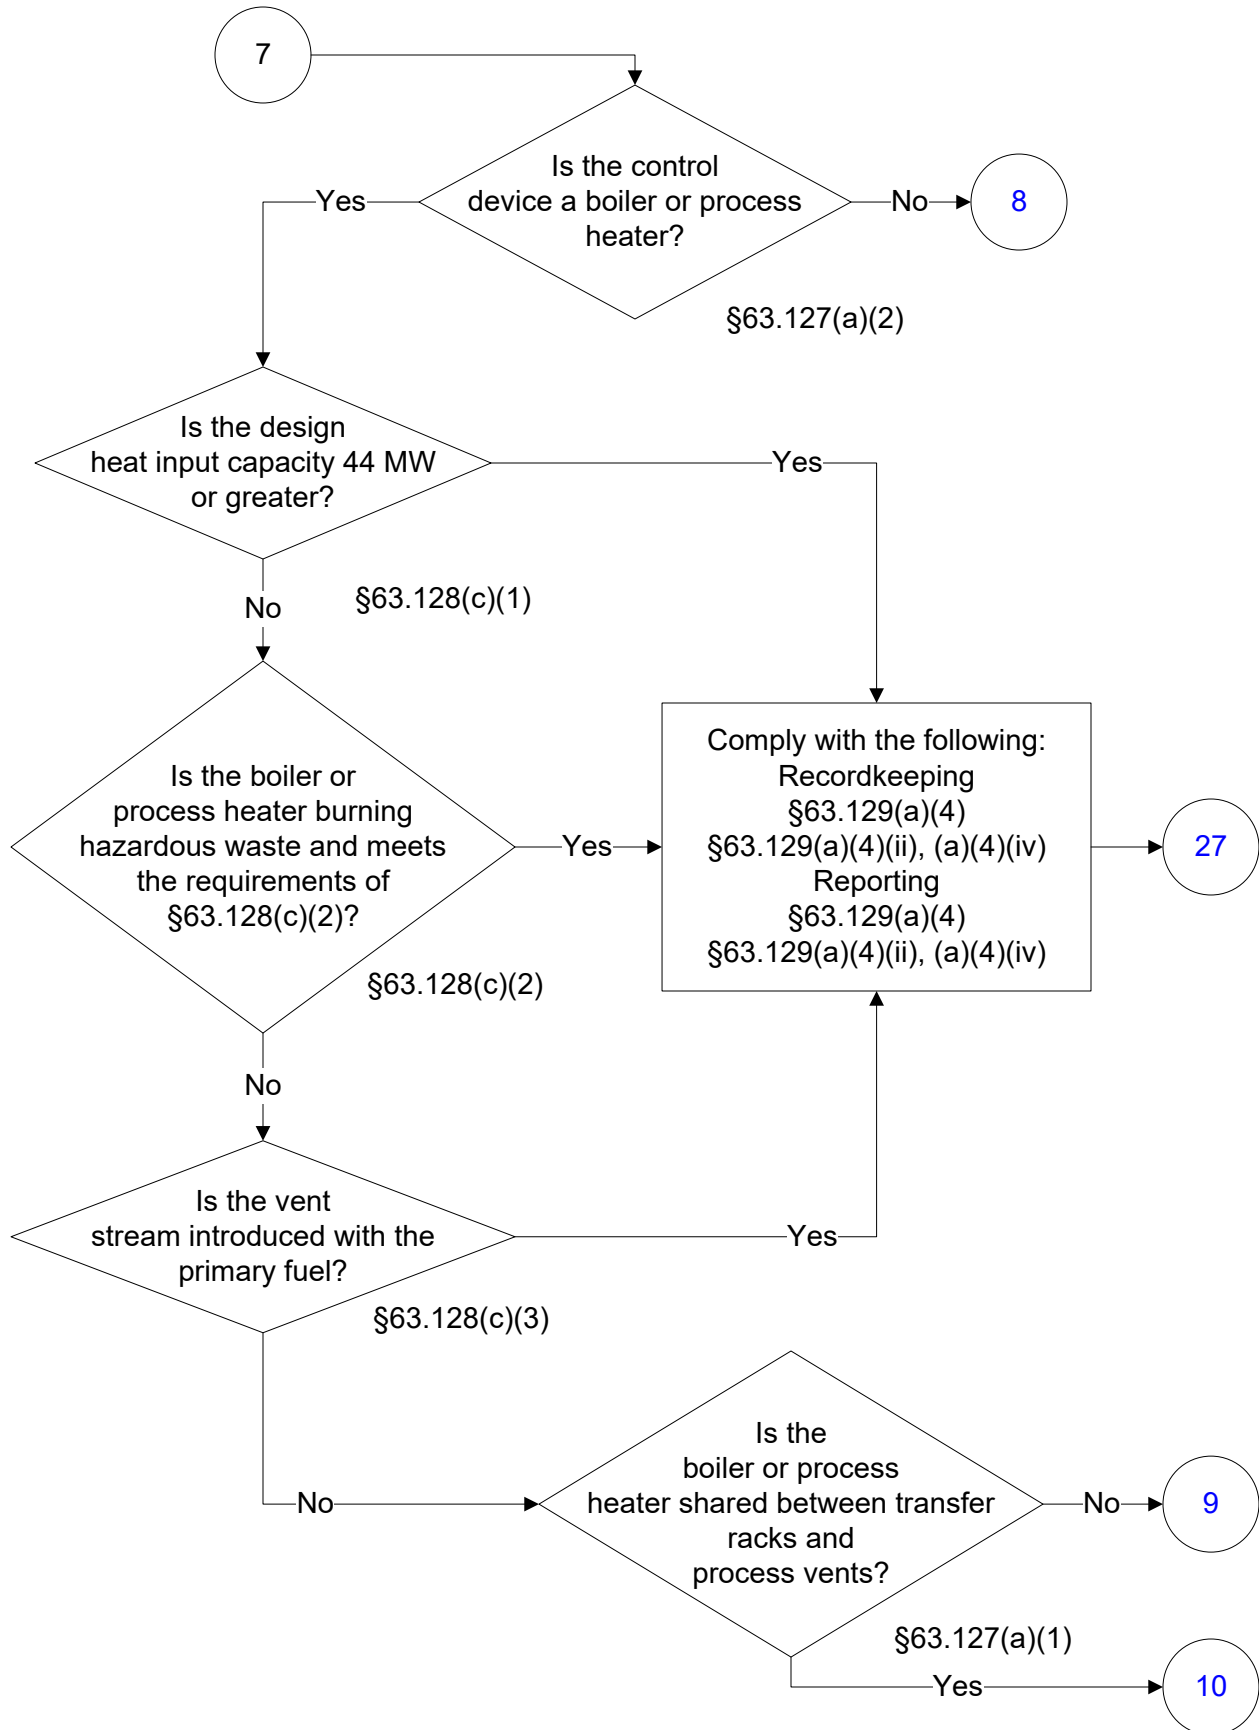 7
Is the control
device a boiler or process
heater?
Yes
No
8
§63.127(a)(2)
Is the design
heat input capacity 44 MW
or greater?
Yes
No
§63.128(c)(1)
Is the boiler or
process heater burning
hazardous waste and meets
the requirements of
§63.128(c)(2)?
Yes
Comply with the following:
Recordkeeping
§63.129(a)(4)
§63.129(a)(4)(ii), (a)(4)(iv)
Reporting
§63.129(a)(4)
§63.129(a)(4)(ii), (a)(4)(iv)
27
§63.128(c)(2)
No
Is the vent
stream introduced with the
primary fuel?
Yes
§63.128(c)(3)
No
Is the
boiler or process
heater shared between transfer
racks and
process vents?
No
9
§63.127(a)(1)
Yes
10